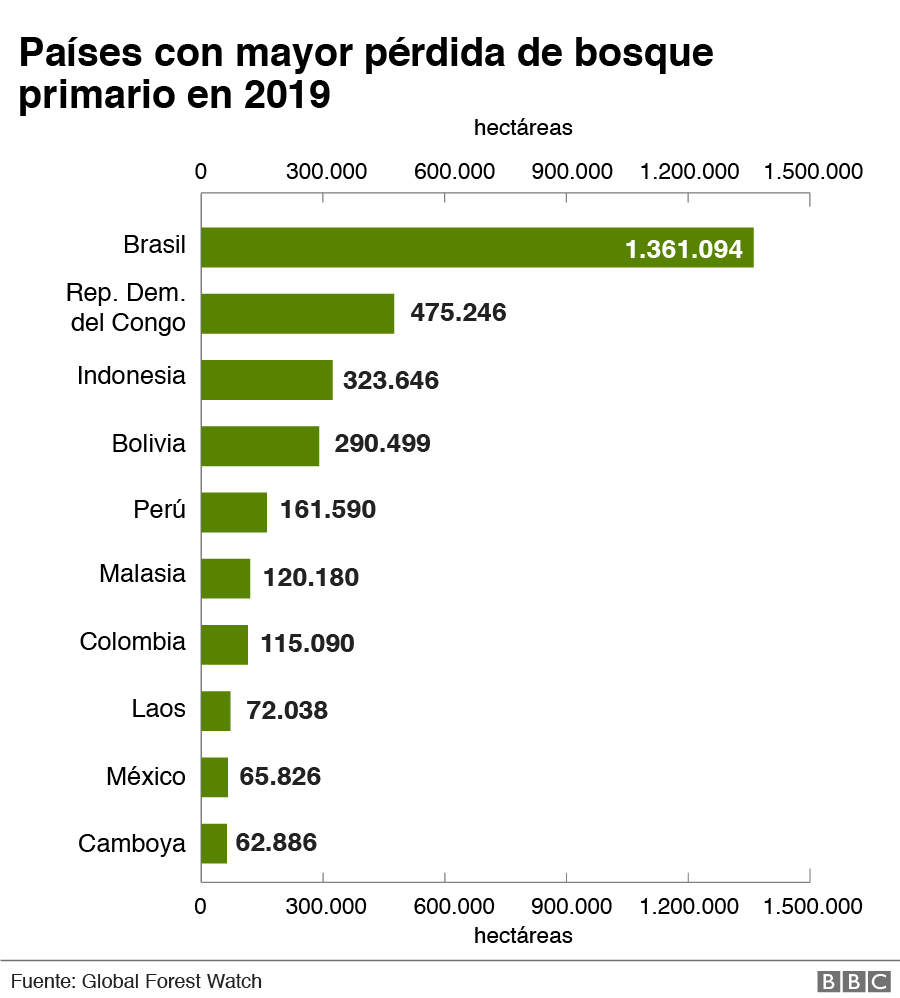 Países con mayor pérdida de bosque
primario en 2019
hectáreas
0 300.000 600.000 900.000 1.200.000 1.500.000
Brasil 1.361.094
Rep. Dem.
del Congo 475.246
Indonesia 323.646
Bolivia 290.499
Perú 161.590
Malasia 120.180
Colombia 115.090
Laos 72.038
México 65.826
Camboya 62.886
0 300.000 600.000 900.000 1.200.000 1.500.000
hectáreas
Fuente: Global Forest Watch
BBC